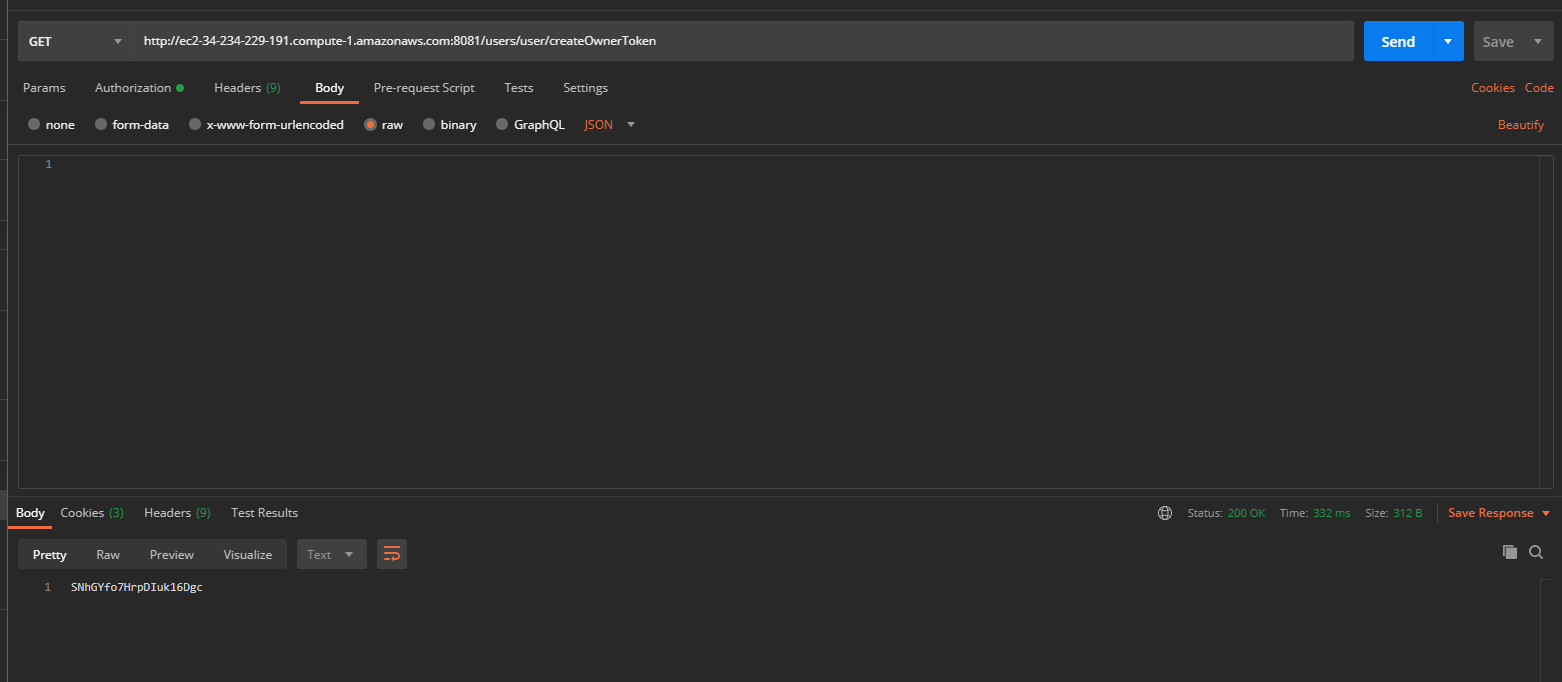 GET http://ec2-34-234-229-191.compute-1.amazonaws.com:8081/users/user/createOwnerToken Send Save
Params Authorization Headers (9) Body Pre-request Script Tests Settings Cookies Code
none form-data x-www-form-urlencoded raw binary GraphQL JSON Beautify
1
Body Cookies (3) Headers (9) Test Results Status: 200 OK Time: 332 ms Size: 312 B Save Response
Pretty Raw Preview Visualize Text
1 SNhGYfo7HrpDIuk16Dgc